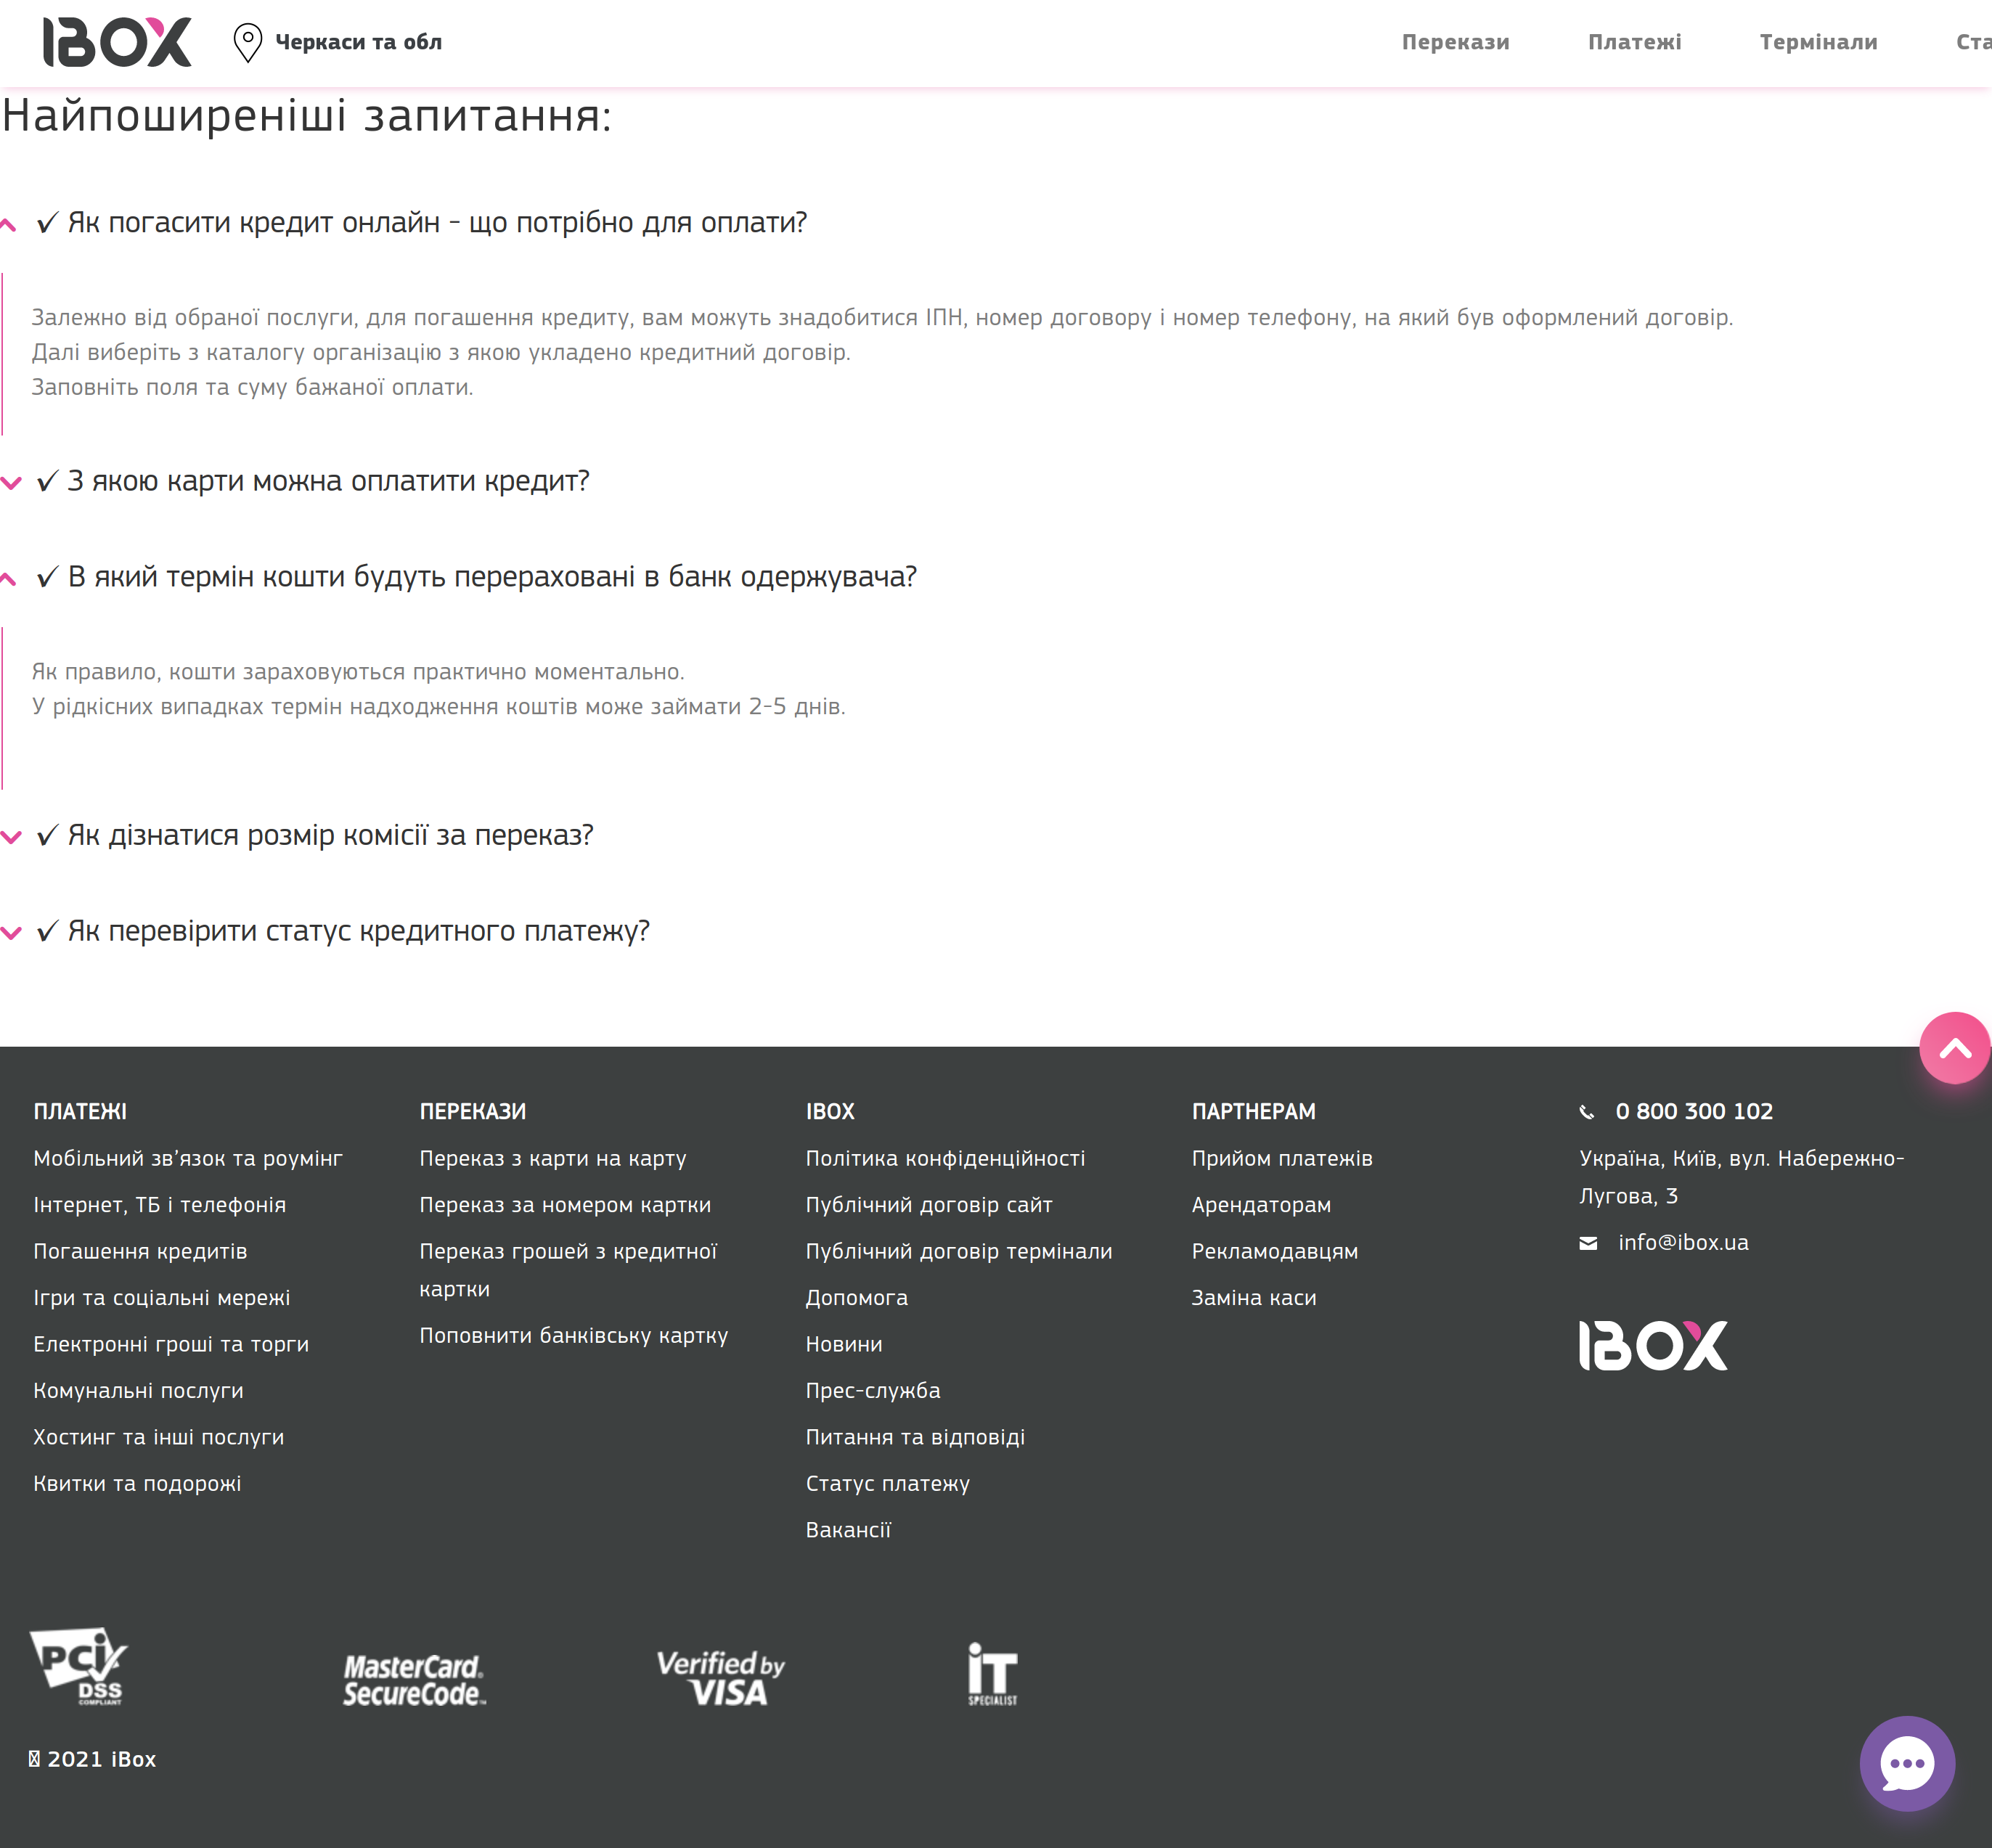 IBOX
Черкаси та обл
Перекази
Платежі
Термінали
Ста
Найпоширеніші запитання:
✓ Як погасити кредит онлайн - що потрібно для оплати?
Залежно від обраної послуги, для погашення кредиту, вам можуть знадобитися ІПН, номер договору і номер телефону, на який був оформлений договір.
Далі виберіть з каталогу організацію з якою укладено кредитний договір.
Заповніть поля та суму бажаної оплати.
✓ З якою карти можна оплатити кредит?
✓ В який термін кошти будуть перераховані в банк одержувача?
Як правило, кошти зараховуються практично моментально.
У рідкісних випадках термін надходження коштів може займати 2-5 днів.
✓ Як дізнатися розмір комісії за переказ?
✓ Як перевірити статус кредитного платежу?
ПЛАТЕЖІ
Мобільний зв'язок та роумінг
Інтернет, ТБ і телефонія
Погашення кредитів
Ігри та соціальні мережі
Електронні гроші та торги
Комунальні послуги
Хостинг та інші послуги
Квитки та подорожі
ПЕРЕКАЗИ
Переказ з карти на карту
Переказ за номером картки
Переказ грошей з кредитної
картки
Поповнити банківську картку
IBOX
Політика конфіденційності
Публічний договір сайт
Публічний договір термінали
Допомога
Новини
Прес-служба
Питання та відповіді
Статус платежу
Вакансії
ПАРТНЕРАМ
Прийом платежів
Арендаторам
Рекламодавцям
Заміна каси
0 800 300 102
Україна, Київ, вул. Набережно-
Лугова, 3
info@ibox.ua
IBOX
PCi
DSS
COMPLIANT
MasterCard®
SecureCode™
Verified by
VISA
iT
SPECIALIST
2021 iBox